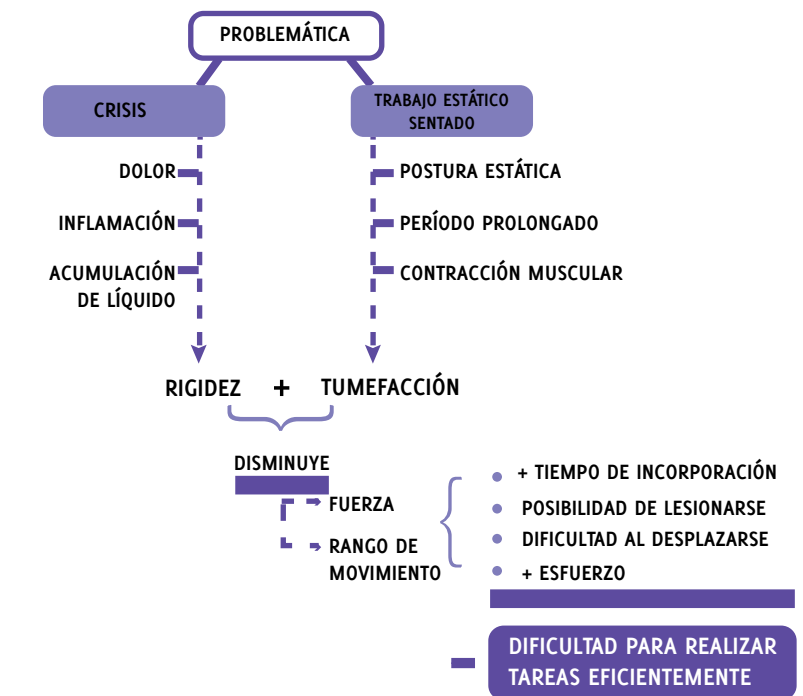 PROBLEMÁTICA
CRISIS
TRABAJO ESTÁTICO
SENTADO
DOLOR
INFLAMACIÓN
ACUMULACIÓN
DE LÍQUIDO
POSTURA ESTÁTICA
PERÍODO PROLONGADO
CONTRACCIÓN MUSCULAR
RIGIDEZ + TUMEFACCIÓN
DISMINUYE
FUERZA
RANGO DE
MOVIMIENTO
+ TIEMPO DE INCORPORACIÓN
POSIBILIDAD DE LESIONARSE
DIFICULTAD AL DESPLAZARSE
+ ESFUERZO
DIFICULTAD PARA REALIZAR
TAREAS EFICIENTEMENTE